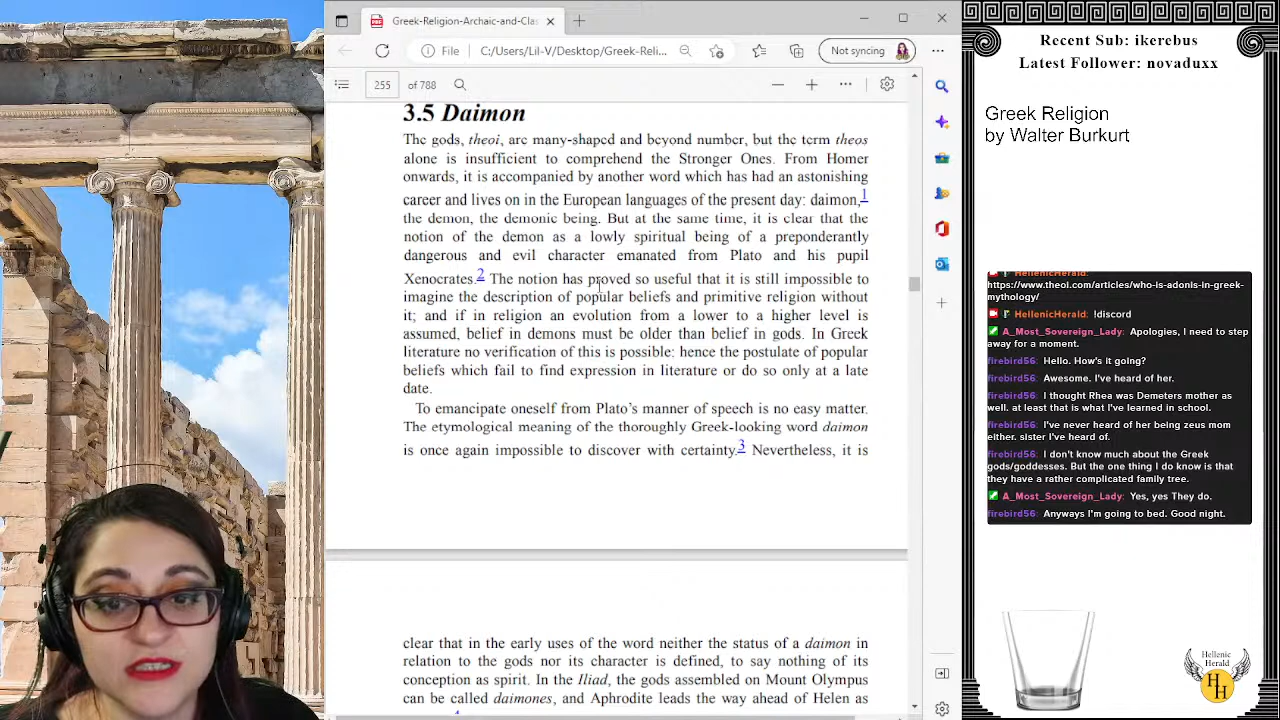 Greek-Religion-Archaic-and-Clas
File
C:/Users/Lil-V/Desktop/Greek-Reli...
Not syncing
255 of 788
3.5 Daimon
The gods, theoi, are many-shaped and beyond number, but the term theos
alone is insufficient to comprehend the Stronger Ones. From Homer
onwards, it is accompanied by another word which has had an astonishing
career and lives on in the European languages of the present day: daimon,1
the demon, the demonic being. But at the same time, it is clear that the
notion of the demon as a lowly spiritual being of a preponderantly
dangerous and evil character emanated from Plato and his pupil
Xenocrates.2 The notion has proved so useful that it is still impossible to
imagine the description of popular beliefs and primitive religion without
it; and if in religion an evolution from a lower to a higher level is
assumed, belief in demons must be older than belief in gods. In Greek
literature no verification of this is possible: hence the postulate of popular
beliefs which fail to find expression in literature or do so only at a late
date.
To emancipate oneself from Plato's manner of speech is no easy matter.
The etymological meaning of the thoroughly Greek-looking word daimon
is once again impossible to discover with certainty.3 Nevertheless, it is
clear that in the early uses of the word neither the status of a daimon in
relation to the gods nor its character is defined, to say nothing of its
conception as spirit. In the Iliad, the gods assembled on Mount Olympus
can be called daimones, and Aphrodite leads the way ahead of Helen as
Recent Sub: ikerebus
Latest Follower: novaduxx
Greek Religion
by Walter Burkurt
HellenicHerald:
https://www.theoi.com/articles/who-is-adonis-in-greek-
mythology/
HellenicHerald: !discord
A_Most_Sovereign_Lady: Apologies, I need to step
away for a moment.
firebird56: Hello. How's it going?
firebird56: Awesome. I've heard of her.
firebird56: I thought Rhea was Demeters mother as
well. at least that is what I've learned in school.
firebird56: I've never heard of her being zeus mom
either. sister I've heard of.
firebird56: I don't know much about the Greek
gods/goddesses. But the one thing I do know is that
they have a rather complicated family tree.
A_Most_Sovereign_Lady: Yes, yes They do.
firebird56: Anyways I'm going to bed. Good night.
Hellenic
Herald
HH